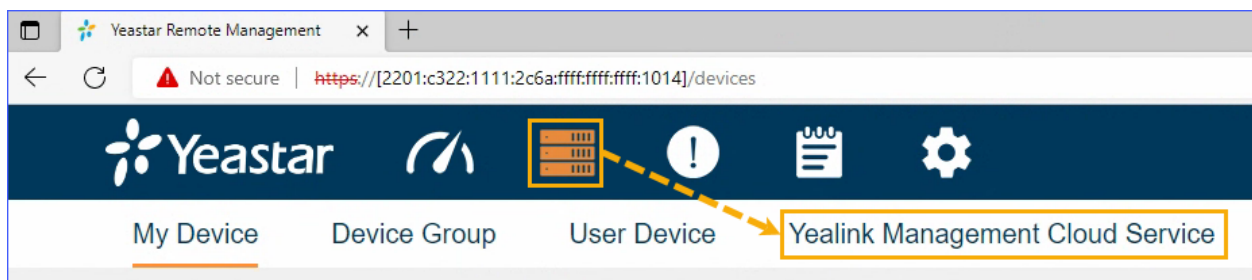 Yeastar Remote Management
Not secure | https://[2201:c322:1111:2c6a:ffff:ffff:ffff:1014]/devices
Yeastar
My Device Device Group User Device Yealink Management Cloud Service